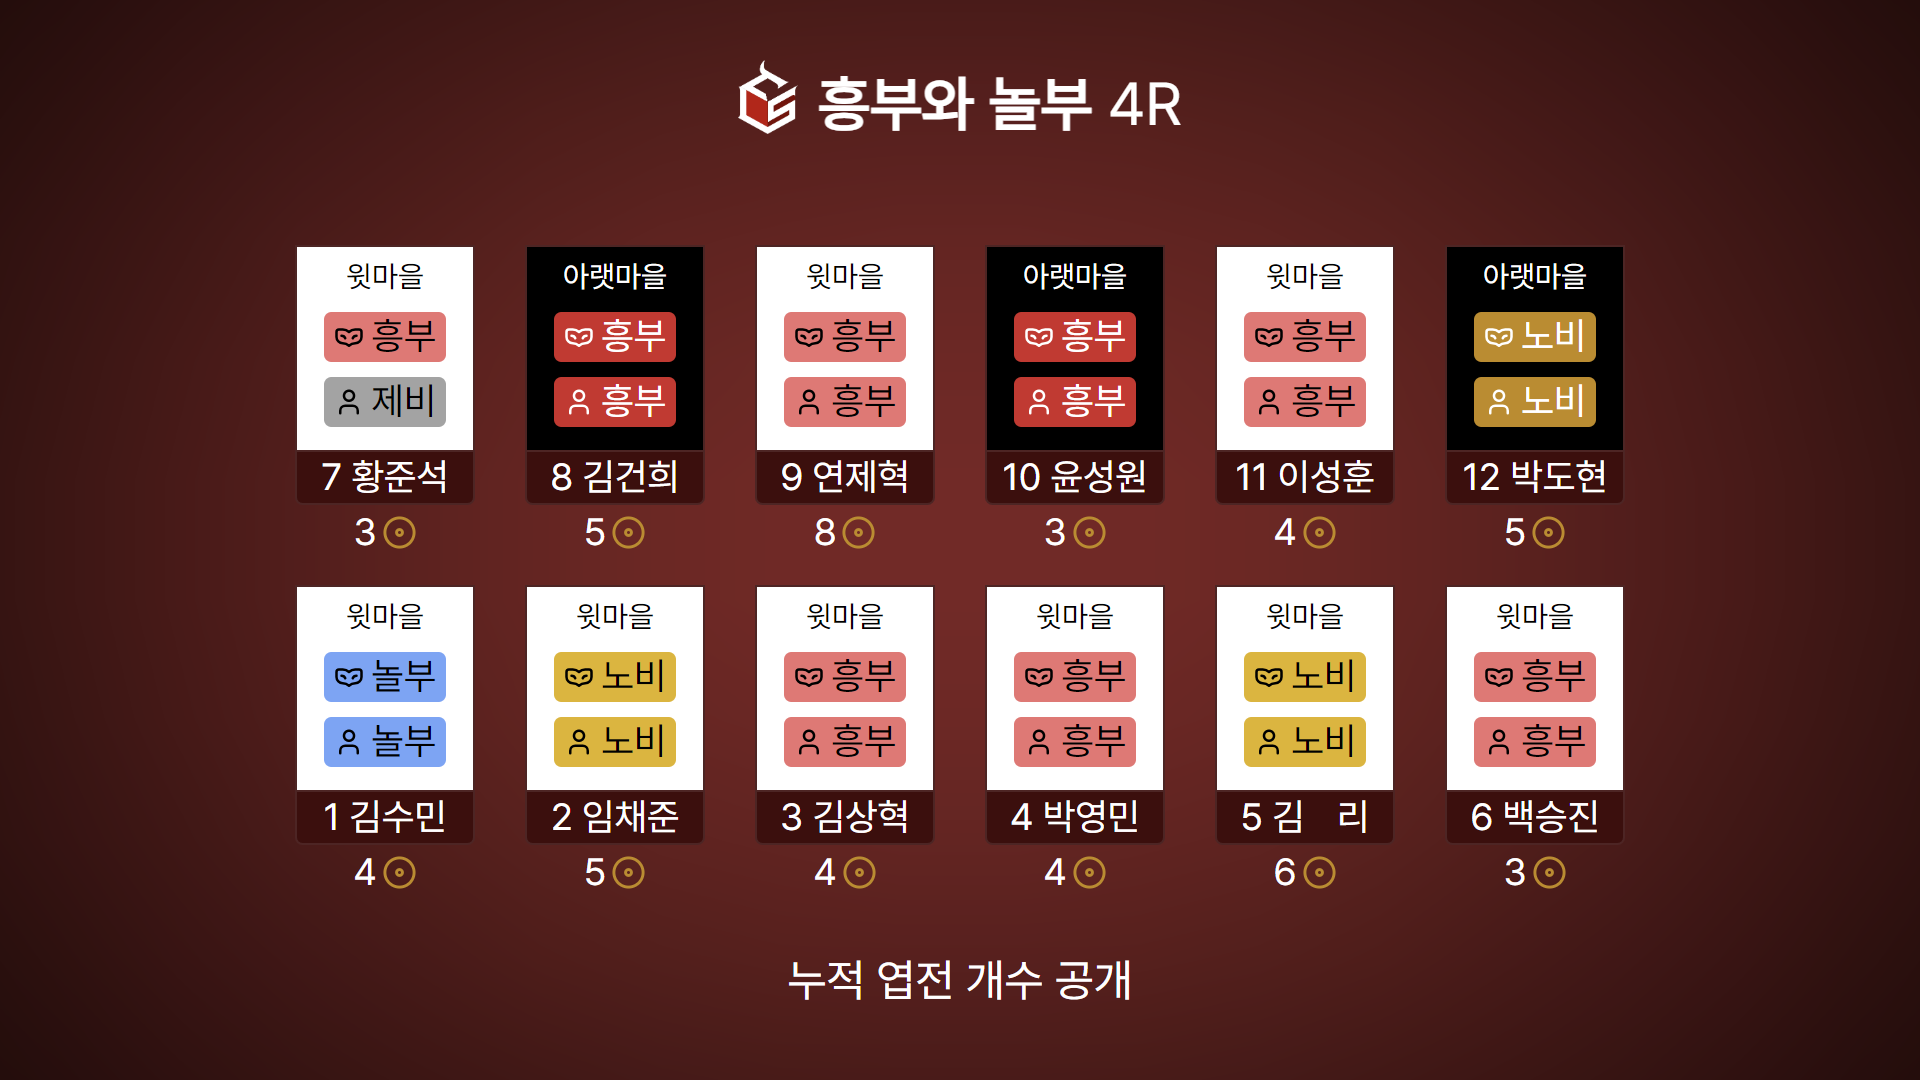 흥부와 놀부 4R
윗마을 아랫마을 윗마을 아랫마을 윗마을 아랫마을
흥부 흥부 흥부 흥부 흥부 노비
제비 흥부 흥부 흥부 흥부 노비
7 황준석 8 김건희 9 연제혁 10 윤성원 11 이성훈 12 박도현
3 5 8 3 4 5
윗마을 윗마을 윗마을 윗마을 윗마을 윗마을
놀부 노비 흥부 흥부 노비 흥부
놀부 노비 흥부 흥부 노비 흥부
1 김수민 2 임채준 3 김상혁 4 박영민 5 김 리 6 백승진
4 5 4 4 6 3
누적 엽전 개수 공개